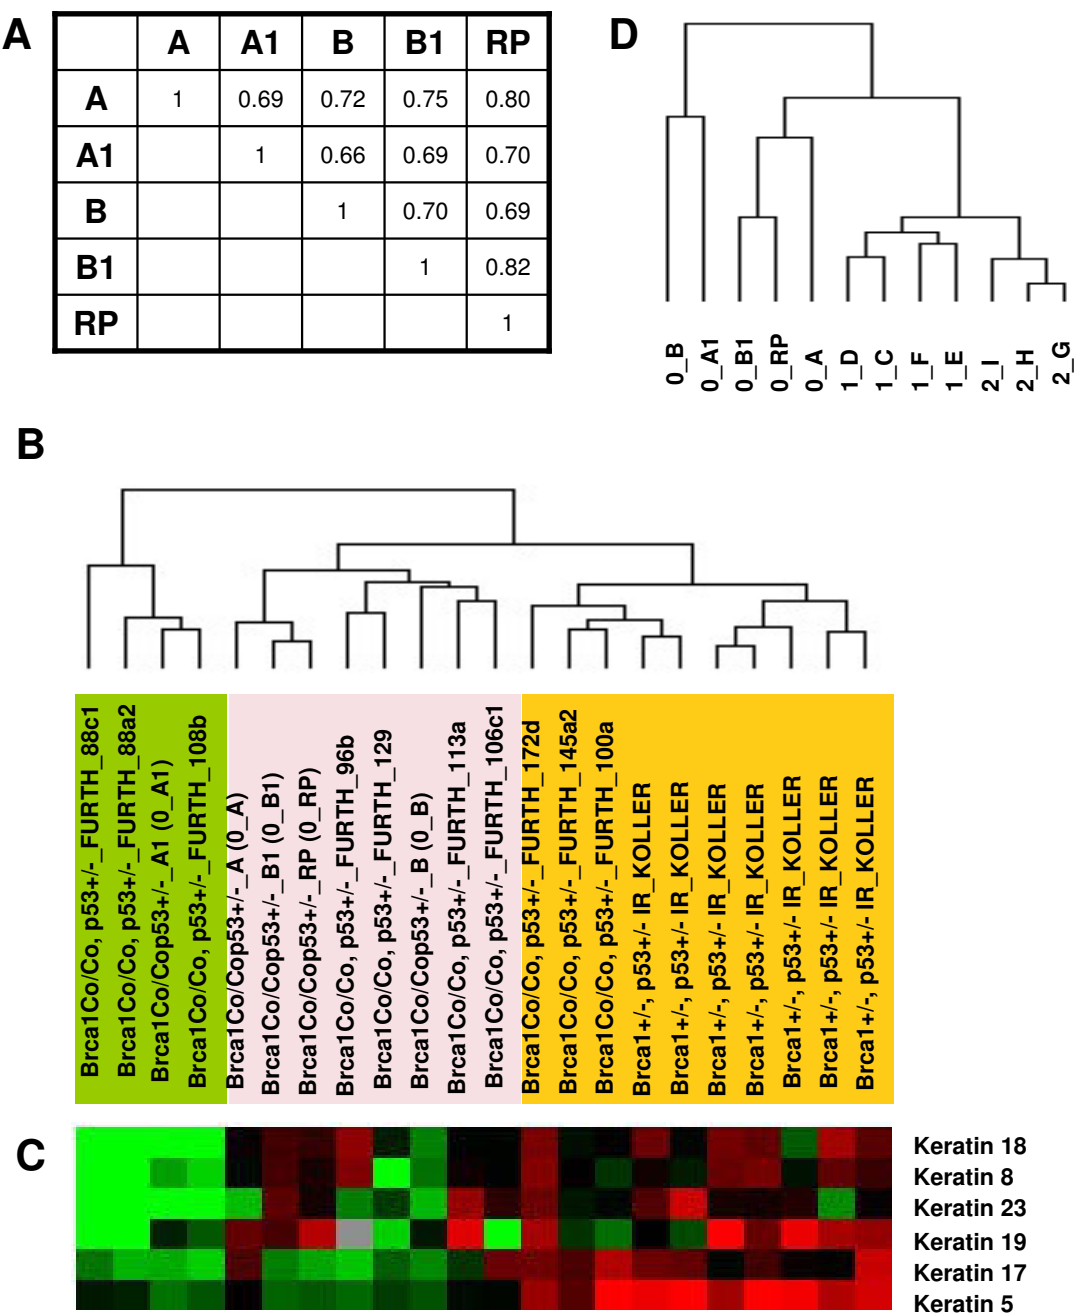 A
A A1 B B1 RP
A 1 0.69 0.72 0.75 0.80
A1 1 0.66 0.69 0.70
B 1 0.70 0.69
B1 1 0.82
RP 1
D
0_B
0_A1
0_B1
0_RP
0_A
1_D
1_C
1_F
1_E
2_I
2_H
2_G
B
Brca1Co/Co, p53+/-_FURTH_88c1
Brca1Co/Co, p53+/-_FURTH_88a2
Brca1Co/Cop53+/-_A1 (0_A1)
Brca1Co/Co, p53+/-_FURTH_108b
Brca1Co/Cop53+/-_A (0_A)
Brca1Co/Cop53+/-_B1 (0_B1)
Brca1Co/Cop53+/-_RP (0_RP)
Brca1Co/Co, p53+/-_FURTH_96b
Brca1Co/Co, p53+/-_FURTH_129
Brca1Co/Cop53+/-_B (0_B)
Brca1Co/Co, p53+/-_FURTH_113a
Brca1Co/Co, p53+/-_FURTH_106c1
Brca1Co/Co, p53+/-_FURTH_172d
Brca1Co/Co, p53+/-_FURTH_145a2
Brca1Co/Co, p53+/-_FURTH_100a
Brca1+/-, p53+/- IR_KOLLER
Brca1+/-, p53+/- IR_KOLLER
Brca1+/-, p53+/- IR_KOLLER
Brca1+/-, p53+/- IR_KOLLER
Brca1+/-, p53+/- IR_KOLLER
Brca1+/-, p53+/- IR_KOLLER
Brca1+/-, p53+/- IR_KOLLER
C
Keratin 18
Keratin 8
Keratin 23
Keratin 19
Keratin 17
Keratin 5